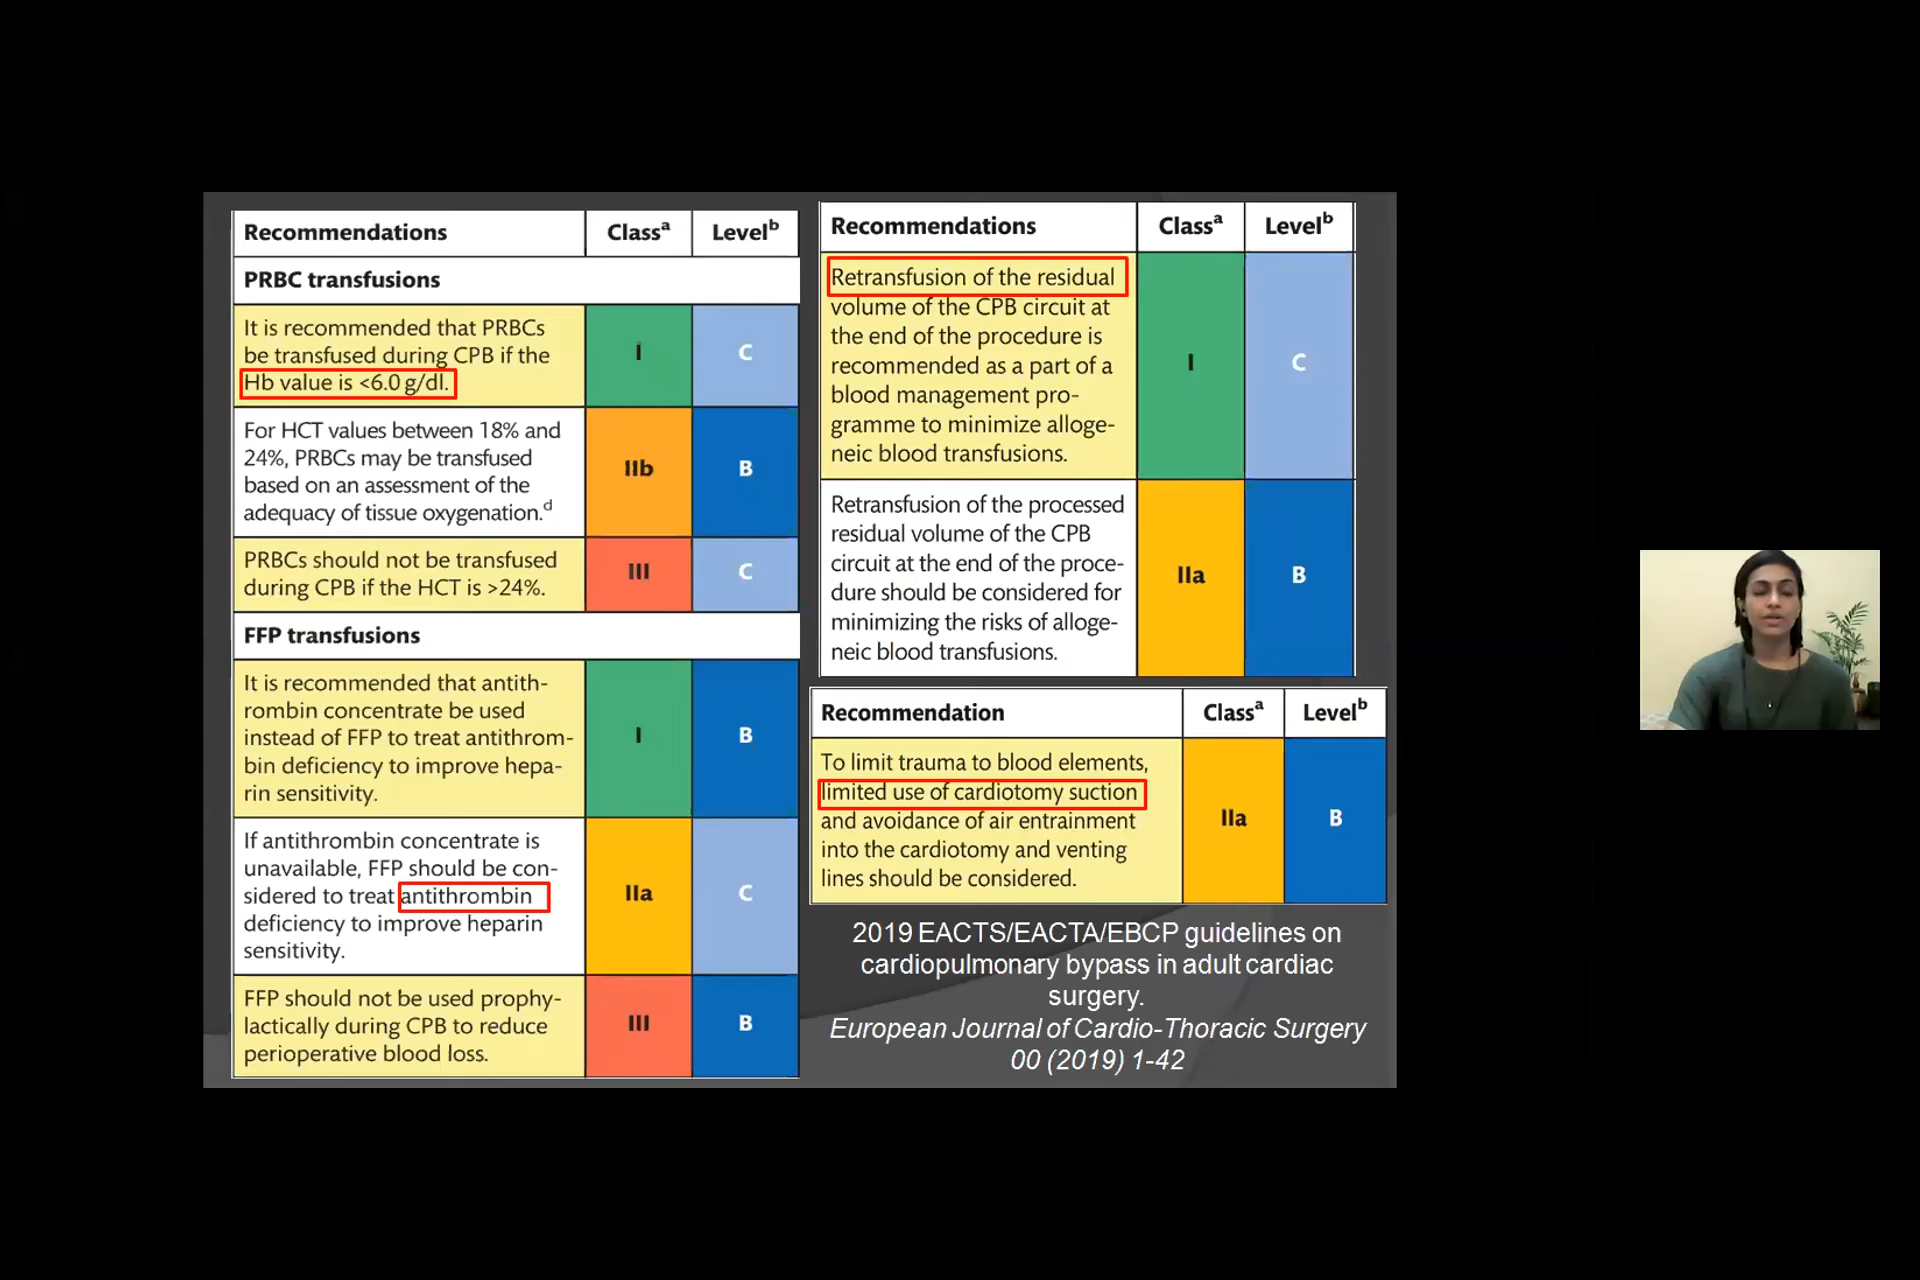 Recommendations Classᵃ Levelᵇ
PRBC transfusions
It is recommended that PRBCs
be transfused during CPB if the
Hb value is <6.0 g/dl.
I C
For HCT values between 18% and
24%, PRBCs may be transfused
based on an assessment of the
adequacy of tissue oxygenation.ᵈ
IIb B
PRBCs should not be transfused
during CPB if the HCT is >24%.
III C
FFP transfusions
It is recommended that antith-
rombin concentrate be used
instead of FFP to treat antithrom-
bin deficiency to improve hepa-
rin sensitivity.
I B
If antithrombin concentrate is
unavailable, FFP should be con-
sidered to treat antithrombin
deficiency to improve heparin
sensitivity.
IIa C
FFP should not be used prophy-
lactically during CPB to reduce
perioperative blood loss.
III B
Recommendations Classᵃ Levelᵇ
Retransfusion of the residual
volume of the CPB circuit at
the end of the procedure is
recommended as a part of a
blood management pro-
gramme to minimize alloge-
neic blood transfusions.
I C
Retransfusion of the processed
residual volume of the CPB
circuit at the end of the proce-
dure should be considered for
minimizing the risks of alloge-
neic blood transfusions.
IIa B
Recommendation Classᵃ Levelᵇ
To limit trauma to blood elements,
limited use of cardiotomy suction
and avoidance of air entrainment
into the cardiotomy and venting
lines should be considered.
IIa B
2019 EACTS/EACTA/EBCP guidelines on
cardiopulmonary bypass in adult cardiac
surgery.
European Journal of Cardio-Thoracic Surgery
00 (2019) 1-42